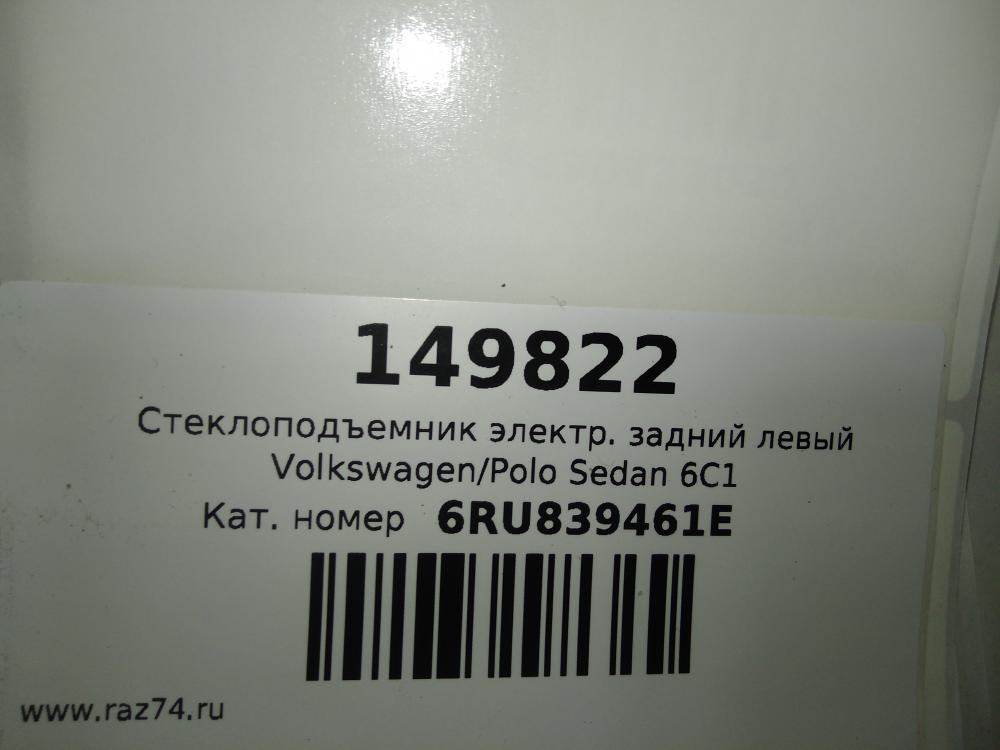 149822
Стеклоподъемник электр. задний левый
Volkswagen/Polo Sedan 6C1
Кат. номер 6RU839461E
www.raz74.ru